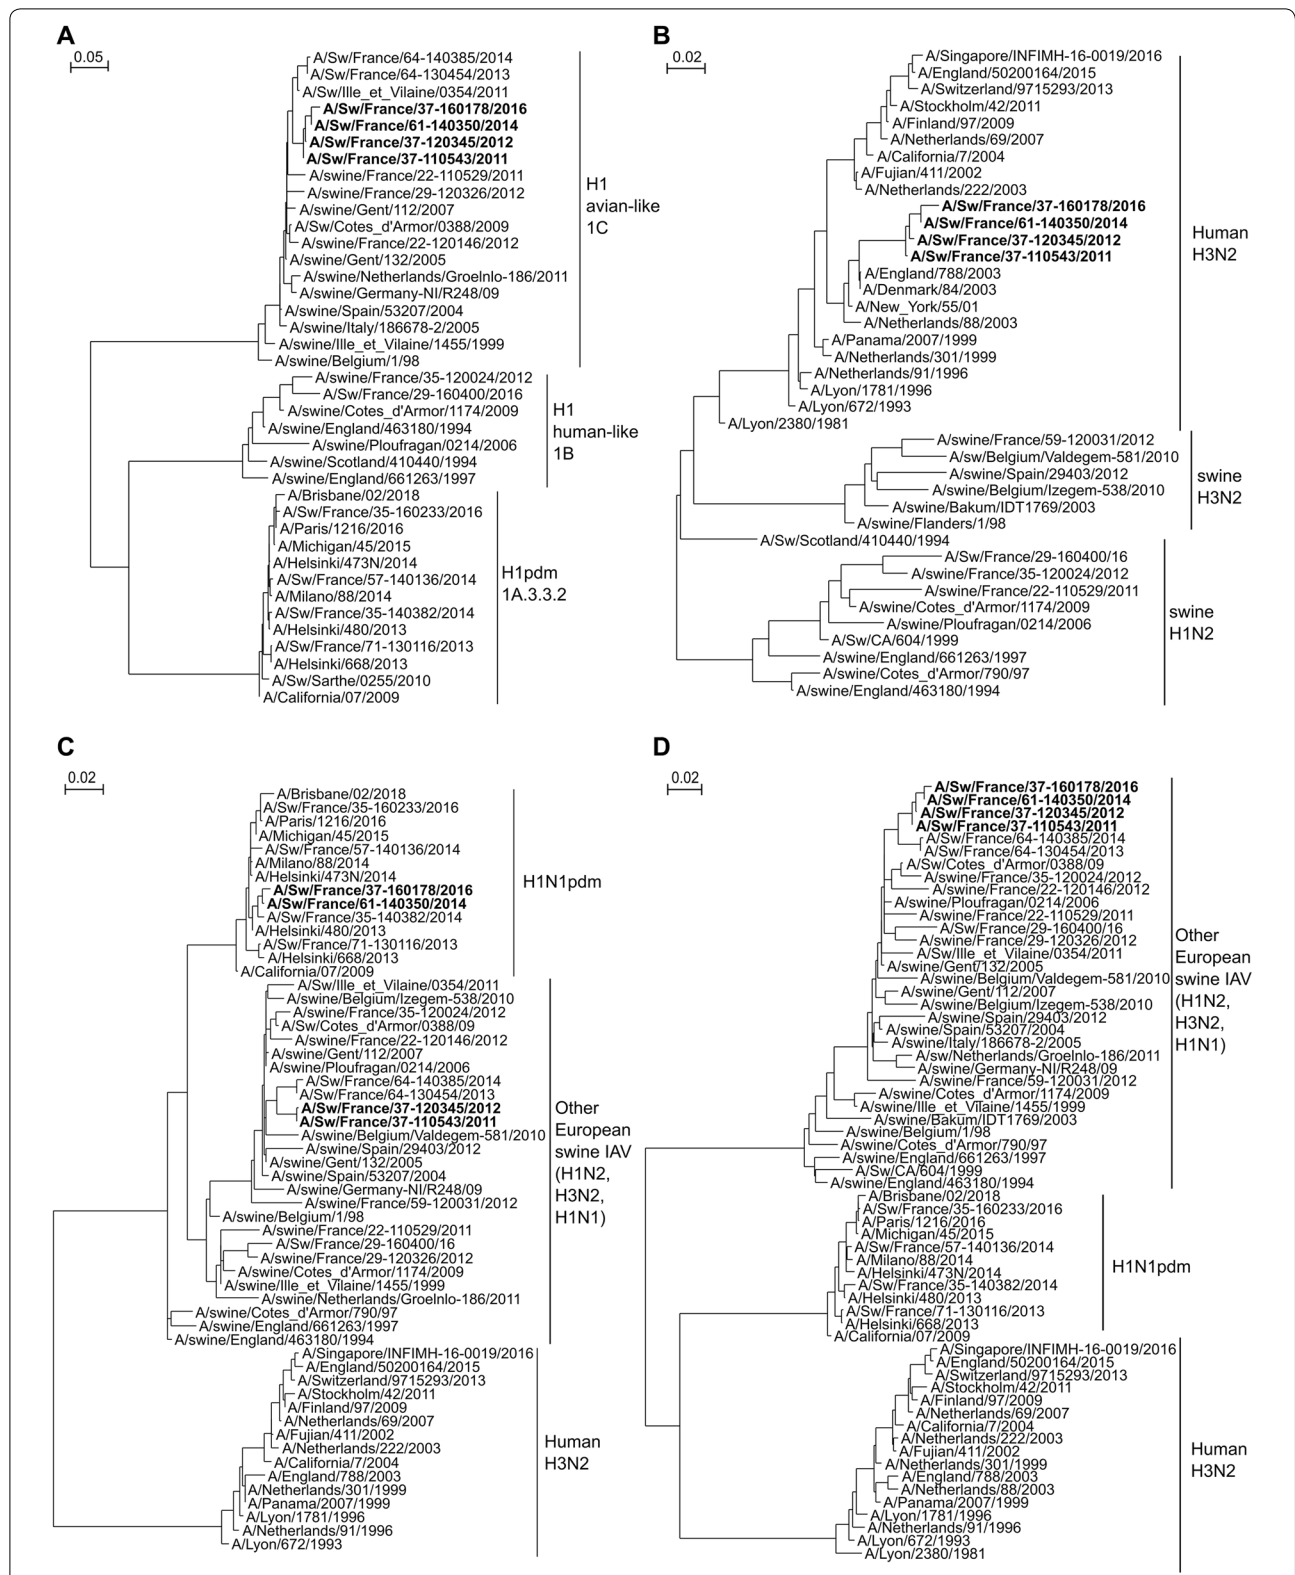 A
0.05
A/Sw/France/64-140385/2014
A/Sw/France/64-130454/2013
A/Sw/Ille_et_Vilaine/0354/2011
A/Sw/France/37-160178/2016
A/Sw/France/61-140350/2014
A/Sw/France/37-120345/2012
A/Sw/France/37-110543/2011
A/swine/France/22-110529/2011
A/swine/France/29-120326/2012
A/swine/Gent/112/2007
A/Sw/Cotes_d'Armor/0388/2009
A/swine/France/22-120146/2012
A/swine/Gent/132/2005
A/swine/Netherlands/Groelnlo-186/2011
A/swine/Germany-NI/R248/09
A/swine/Spain/53207/2004
A/swine/Italy/186678-2/2005
A/swine/Ille_et_Vilaine/1455/1999
A/swine/Belgium/1/98
H1
avian-like
1C
A/swine/France/35-120024/2012
A/Sw/France/29-160400/2016
A/swine/Cotes_d'Armor/1174/2009
A/swine/England/463180/1994
A/swine/Ploufragan/0214/2006
A/swine/Scotland/410440/1994
A/swine/England/661263/1997
H1
human-like
1B
A/Brisbane/02/2018
A/Sw/France/35-160233/2016
A/Paris/1216/2016
A/Michigan/45/2015
A/Helsinki/473N/2014
A/Sw/France/57-140136/2014
A/Milano/88/2014
A/Sw/France/35-140382/2014
A/Helsinki/480/2013
A/Sw/France/71-130116/2013
A/Helsinki/668/2013
A/Sw/Sarthe/0255/2010
A/California/07/2009
H1pdm
1A.3.3.2
B
0.02
A/Singapore/INFIMH-16-0019/2016
A/England/50200164/2015
A/Switzerland/9715293/2013
A/Stockholm/42/2011
A/Finland/97/2009
A/Netherlands/69/2007
A/California/7/2004
A/Fujian/411/2002
A/Netherlands/222/2003
A/Sw/France/37-160178/2016
A/Sw/France/61-140350/2014
A/Sw/France/37-120345/2012
A/Sw/France/37-110543/2011
A/England/788/2003
A/Denmark/84/2003
A/New_York/55/01
A/Netherlands/88/2003
A/Panama/2007/1999
A/Netherlands/301/1999
A/Netherlands/91/1996
A/Lyon/1781/1996
A/Lyon/672/1993
A/Lyon/2380/1981
Human
H3N2
A/swine/France/59-120031/2012
A/sw/Belgium/Valdegem-581/2010
A/swine/Spain/29403/2012
A/swine/Belgium/Izegem-538/2010
A/swine/Bakum/IDT1769/2003
A/swine/Flanders/1/98
swine
H3N2
A/Sw/Scotland/410440/1994
A/Sw/France/29-160400/16
A/swine/France/35-120024/2012
A/swine/France/22-110529/2011
A/swine/Cotes_d'Armor/1174/2009
A/swine/Ploufragan/0214/2006
A/Sw/CA/604/1999
A/swine/England/661263/1997
A/swine/Cotes_d'Armor/790/97
A/swine/England/463180/1994
swine
H1N2
C
0.02
A/Brisbane/02/2018
A/Sw/France/35-160233/2016
A/Paris/1216/2016
A/Michigan/45/2015
A/Sw/France/57-140136/2014
A/Milano/88/2014
A/Helsinki/473N/2014
A/Sw/France/37-160178/2016
A/Sw/France/61-140350/2014
A/Sw/France/35-140382/2014
A/Helsinki/480/2013
A/Sw/France/71-130116/2013
A/Helsinki/668/2013
A/California/07/2009
H1N1pdm
A/Sw/Ille_et_Vilaine/0354/2011
A/swine/Belgium/Izegem-538/2010
A/swine/France/35-120024/2012
A/Sw/Cotes_d'Armor/0388/09
A/swine/France/22-120146/2012
A/swine/Gent/112/2007
A/swine/Ploufragan/0214/2006
A/Sw/France/64-140385/2014
A/Sw/France/64-130454/2013
A/Sw/France/37-120345/2012
A/Sw/France/37-110543/2011
A/swine/Belgium/Valdegem-581/2010
A/swine/Spain/29403/2012
A/swine/Gent/132/2005
A/swine/Spain/53207/2004
A/swine/Germany-NI/R248/09
A/swine/France/59-120031/2012
A/swine/Belgium/1/98
A/swine/France/22-110529/2011
A/Sw/France/29-160400/16
A/swine/France/29-120326/2012
A/swine/Cotes_d'Armor/1174/2009
A/swine/Ille_et_Vilaine/1455/1999
A/swine/Netherlands/Groelnlo-186/2011
A/swine/Cotes_d'Armor/790/97
A/swine/England/661263/1997
A/swine/England/463180/1994
Other
European
swine IAV
(H1N2,
H3N2,
H1N1)
A/Singapore/INFIMH-16-0019/2016
A/England/50200164/2015
A/Switzerland/9715293/2013
A/Stockholm/42/2011
A/Finland/97/2009
A/Netherlands/69/2007
A/Fujian/411/2002
A/Netherlands/222/2003
A/California/7/2004
A/England/788/2003
A/Netherlands/301/1999
A/Panama/2007/1999
A/Lyon/1781/1996
A/Netherlands/91/1996
A/Lyon/672/1993
Human
H3N2
D
0.02
A/Sw/France/37-160178/2016
A/Sw/France/61-140350/2014
A/Sw/France/37-120345/2012
A/Sw/France/37-110543/2011
A/Sw/France/64-140385/2014
A/Sw/France/64-130454/2013
A/Sw/Cotes_d'Armor/0388/09
A/swine/France/35-120024/2012
A/swine/France/22-120146/2012
A/swine/Ploufragan/0214/2006
A/swine/France/22-110529/2011
A/Sw/France/29-160400/16
A/swine/France/29-120326/2012
A/Sw/Ille_et_Vilaine/0354/2011
A/swine/Gent/132/2005
A/swine/Belgium/Valdegem-581/2010
A/swine/Gent/112/2007
A/swine/Belgium/Izegem-538/2010
A/swine/Spain/29403/2012
A/swine/Spain/53207/2004
A/swine/Italy/186678-2/2005
A/sw/Netherlands/Groelnlo-186/2011
A/swine/Germany-NI/R248/09
A/swine/France/59-120031/2012
A/swine/Cotes_d'Armor/1174/2009
A/swine/Ille_et_Vilaine/1455/1999
A/swine/Bakum/IDT1769/2003
A/swine/Belgium/1/98
A/swine/Cotes_d'Armor/790/97
A/swine/England/661263/1997
A/Sw/CA/604/1999
A/swine/England/463180/1994
Other
European
swine IAV
(H1N2,
H3N2,
H1N1)
A/Brisbane/02/2018
A/Sw/France/35-160233/2016
A/Paris/1216/2016
A/Michigan/45/2015
A/Sw/France/57-140136/2014
A/Milano/88/2014
A/Helsinki/473N/2014
A/Sw/France/35-140382/2014
A/Helsinki/480/2013
A/Sw/France/71-130116/2013
A/Helsinki/668/2013
A/California/07/2009
H1N1pdm
A/Singapore/INFIMH-16-0019/2016
A/England/50200164/2015
A/Switzerland/9715293/2013
A/Stockholm/42/2011
A/Finland/97/2009
A/Netherlands/69/2007
A/California/7/2004
A/Netherlands/222/2003
A/Fujian/411/2002
A/Netherlands/301/1999
A/England/788/2003
A/Netherlands/88/2003
A/Panama/2007/1999
A/Lyon/1781/1996
A/Netherlands/91/1996
A/Lyon/672/1993
A/Lyon/2380/1981
Human
H3N2